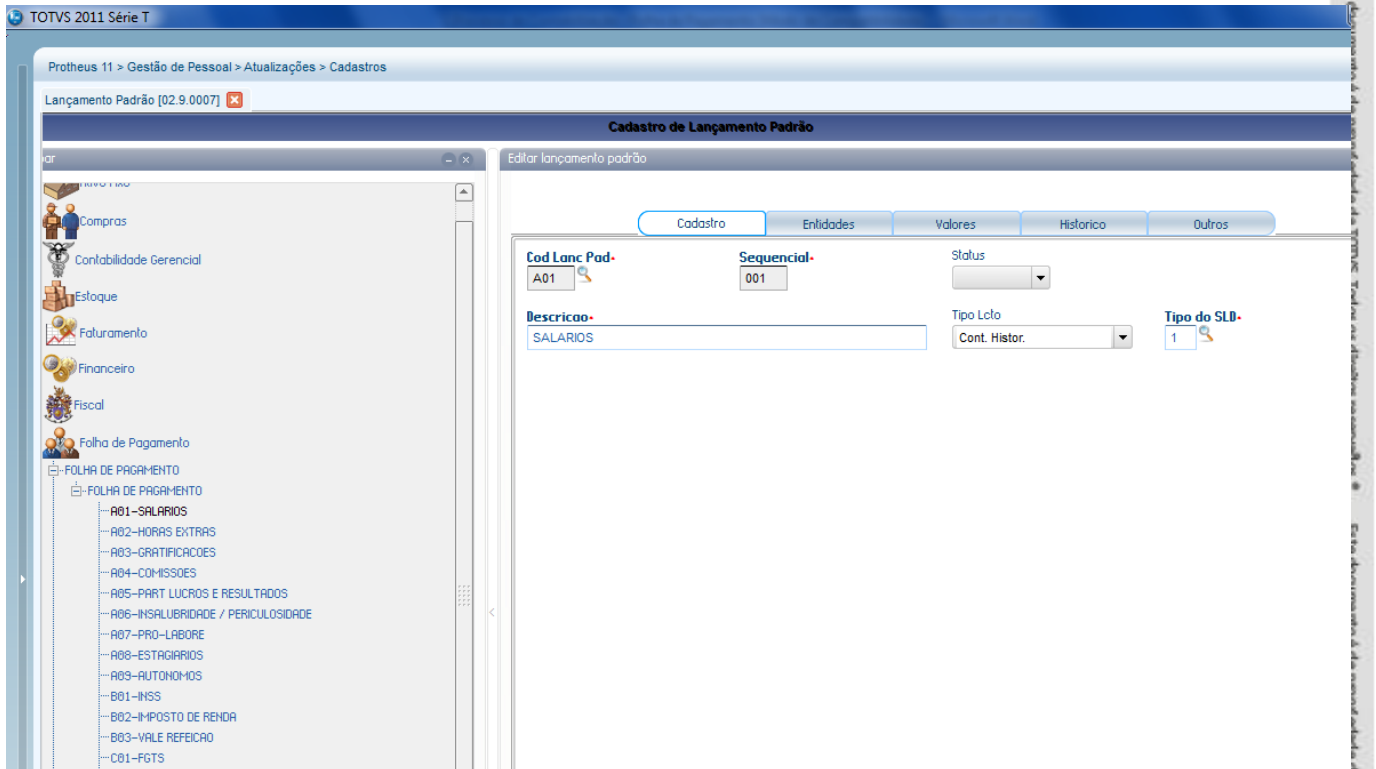 TOTVS 2011 Série T
Protheus 11 > Gestão de Pessoal > Atualizações > Cadastros
Lançamento Padrão [02.9.0007]
Cadastro de Lançamento Padrão
Editar lançamento padrão
Compras
Contabilidade Gerencial
Estoque
Faturamento
Financeiro
Fiscal
Folha de Pagamento
FOLHA DE PAGAMENTO
FOLHA DE PAGAMENTO
A01-SALARIOS
A02-HORAS EXTRAS
A03-GRATIFICACOES
A04-COMISSOES
A05-PART LUCROS E RESULTADOS
A06-INSALUBRIDADE / PERICULOSIDADE
A07-PRO-LABORE
A08-ESTAGIARIOS
A09-AUTONOMOS
B01-INSS
B02-IMPOSTO DE RENDA
B03-VALE REFEICAO
C01-FGTS
Cadastro Entidades Valores Historico Outros
Cod Lanc Pad• Sequencial• Status
A01 001
Descricao• Tipo Lcto Tipo do SLD•
SALARIOS Cont. Histor. 1